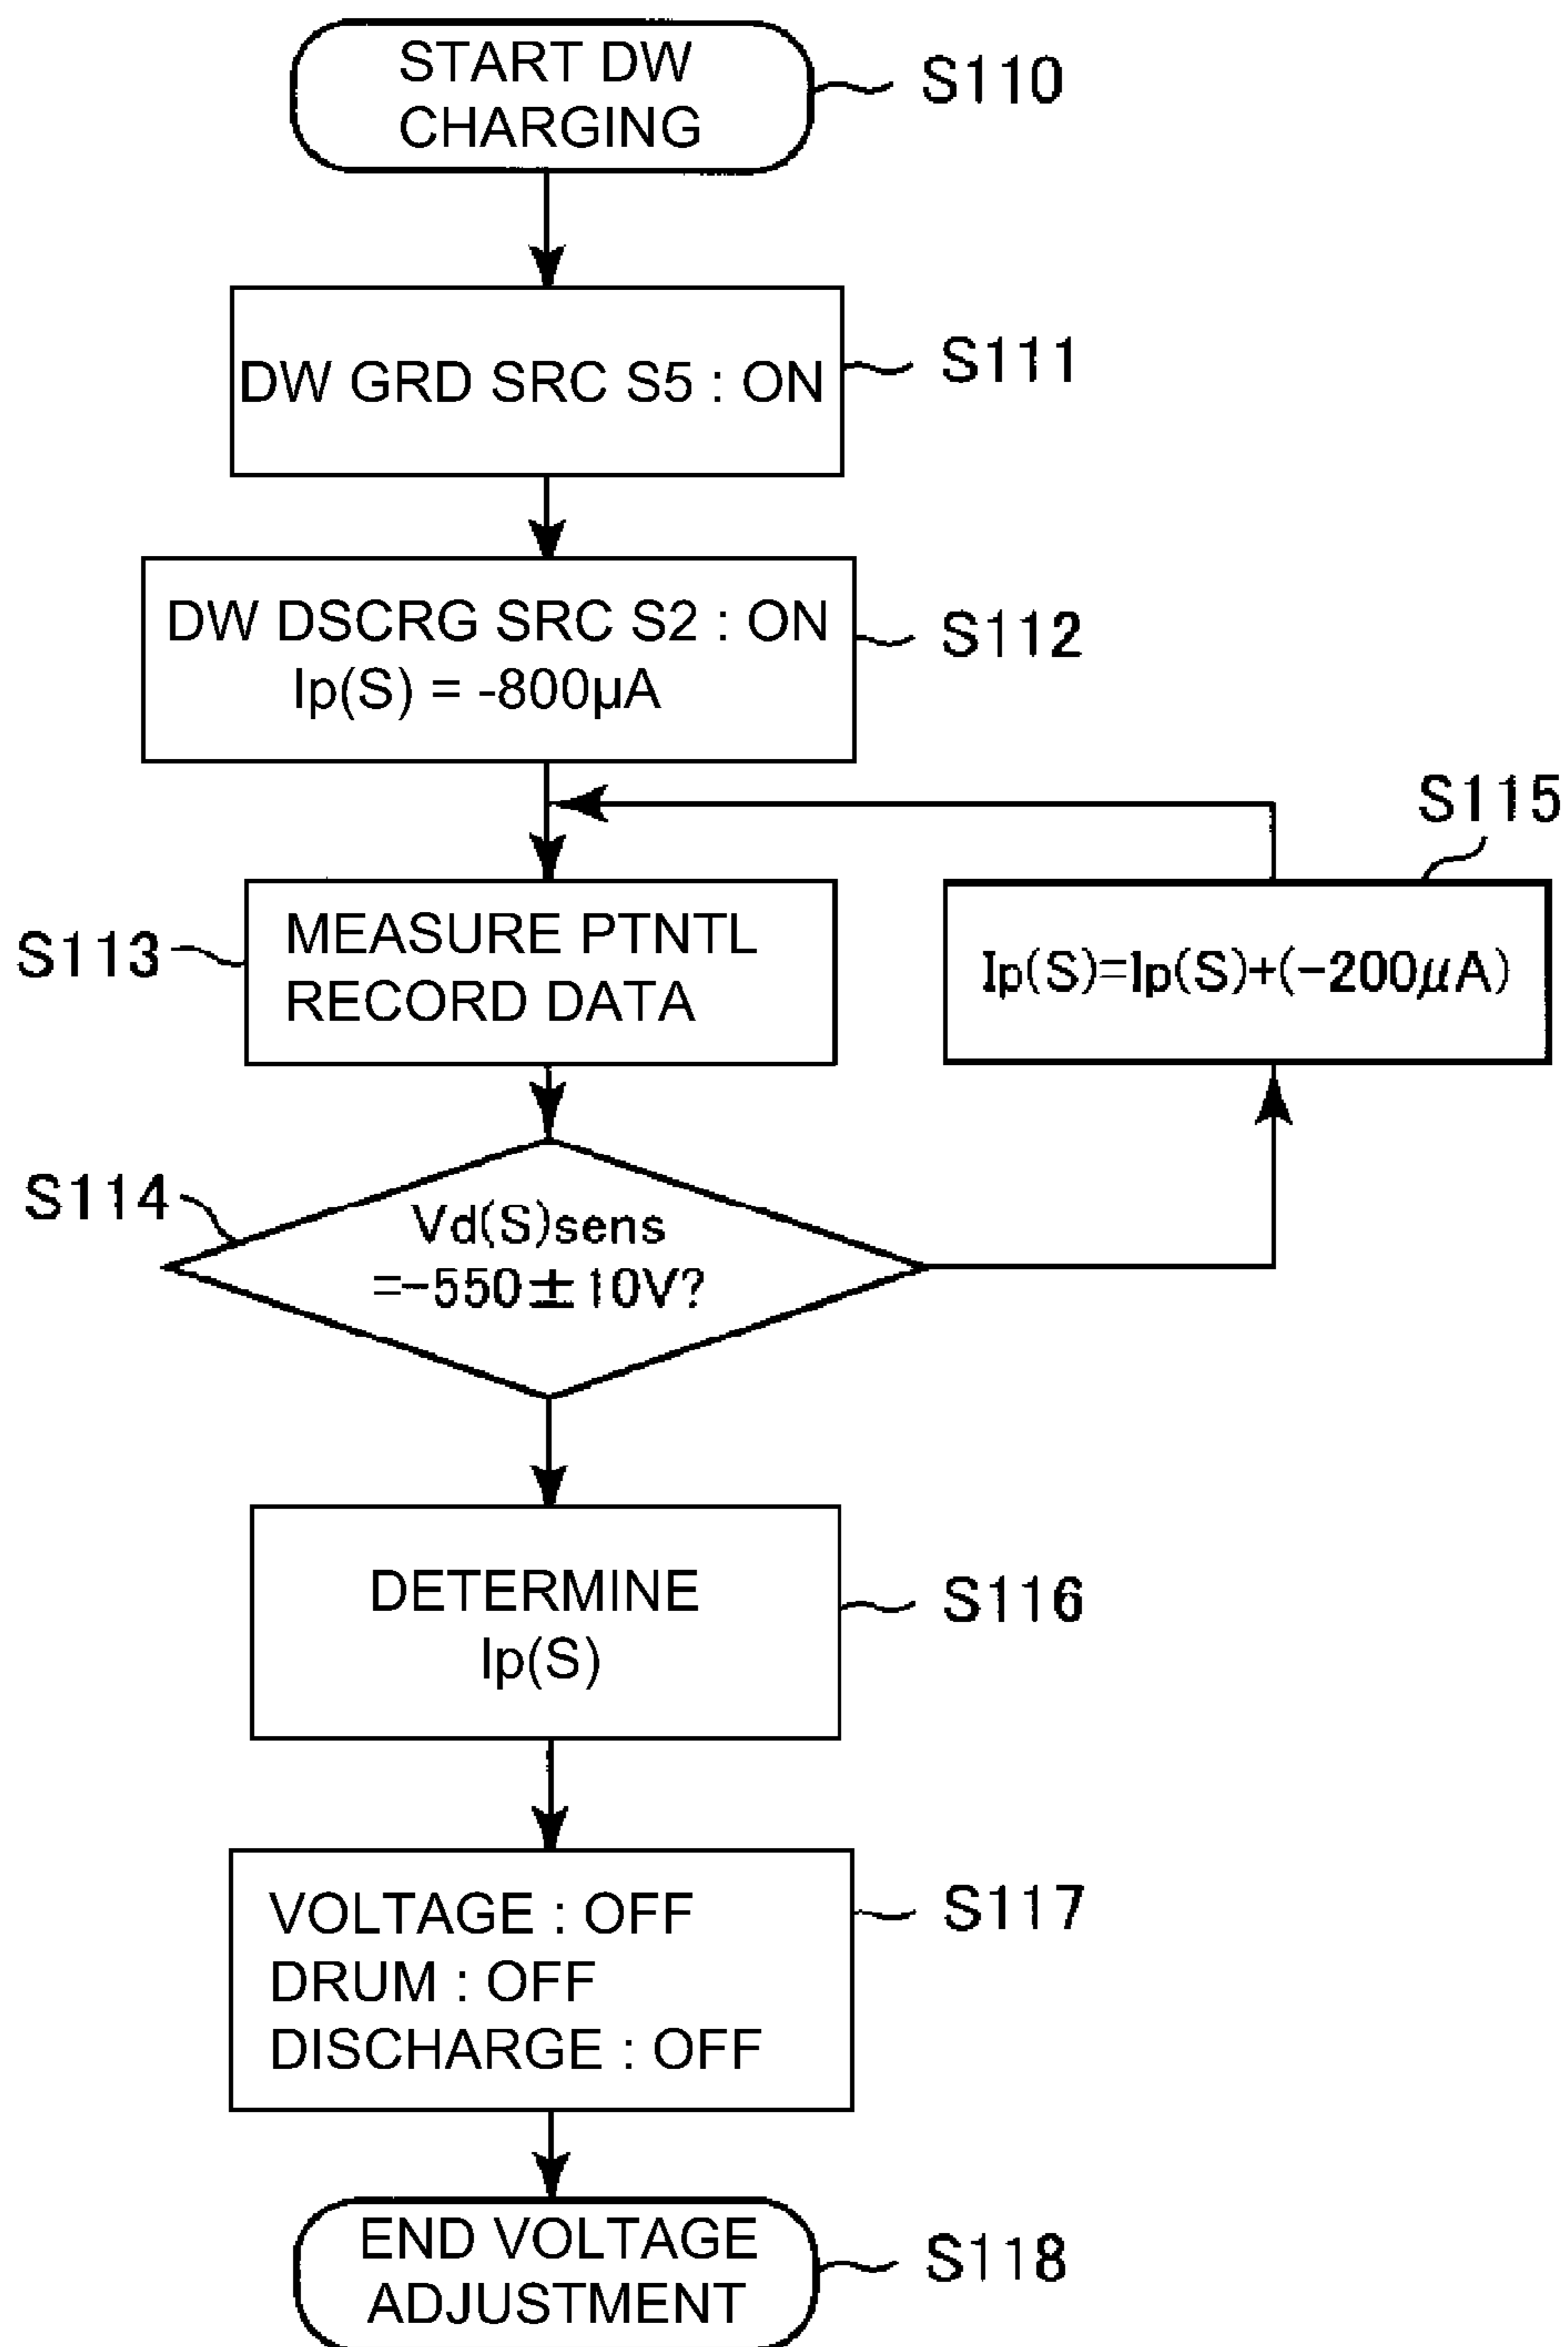 START DW
CHARGING
S110
DW GRD SRC S5 : ON
S111
DW DSCRG SRC S2 : ON
Ip(S) = -800µA
S112
S115
Ip(S)=Ip(S)+(-200μA)
S113
MEASURE PTNTL
RECORD DATA
S114
Vd(S)sens
=-550±10V?
DETERMINE
Ip(S)
S116
VOLTAGE : OFF
DRUM : OFF
DISCHARGE : OFF
S117
END VOLTAGE
ADJUSTMENT
S118